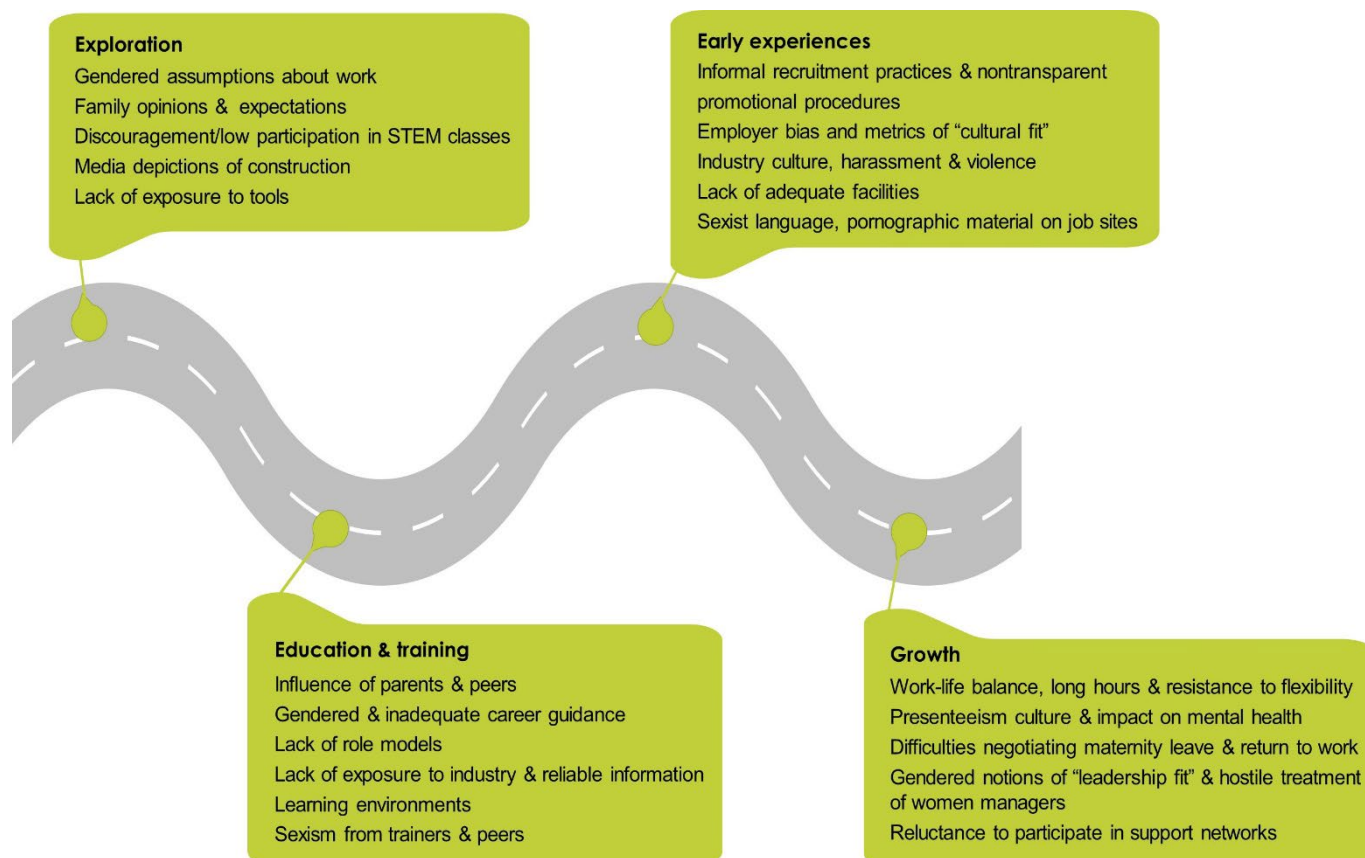 Exploration
Gendered assumptions about work
Family opinions & expectations
Discouragement/low participation in STEM classes
Media depictions of construction
Lack of exposure to tools
Education & training
Influence of parents & peers
Gendered & inadequate career guidance
Lack of role models
Lack of exposure to industry & reliable information
Learning environments
Sexism from trainers & peers
Early experiences
Informal recruitment practices & nontransparent
promotional procedures
Employer bias and metrics of “cultural fit”
Industry culture, harassment & violence
Lack of adequate facilities
Sexist language, pornographic material on job sites
Growth
Work-life balance, long hours & resistance to flexibility
Presenteeism culture & impact on mental health
Difficulties negotiating maternity leave & return to work
Gendered notions of “leadership fit” & hostile treatment
of women managers
Reluctance to participate in support networks